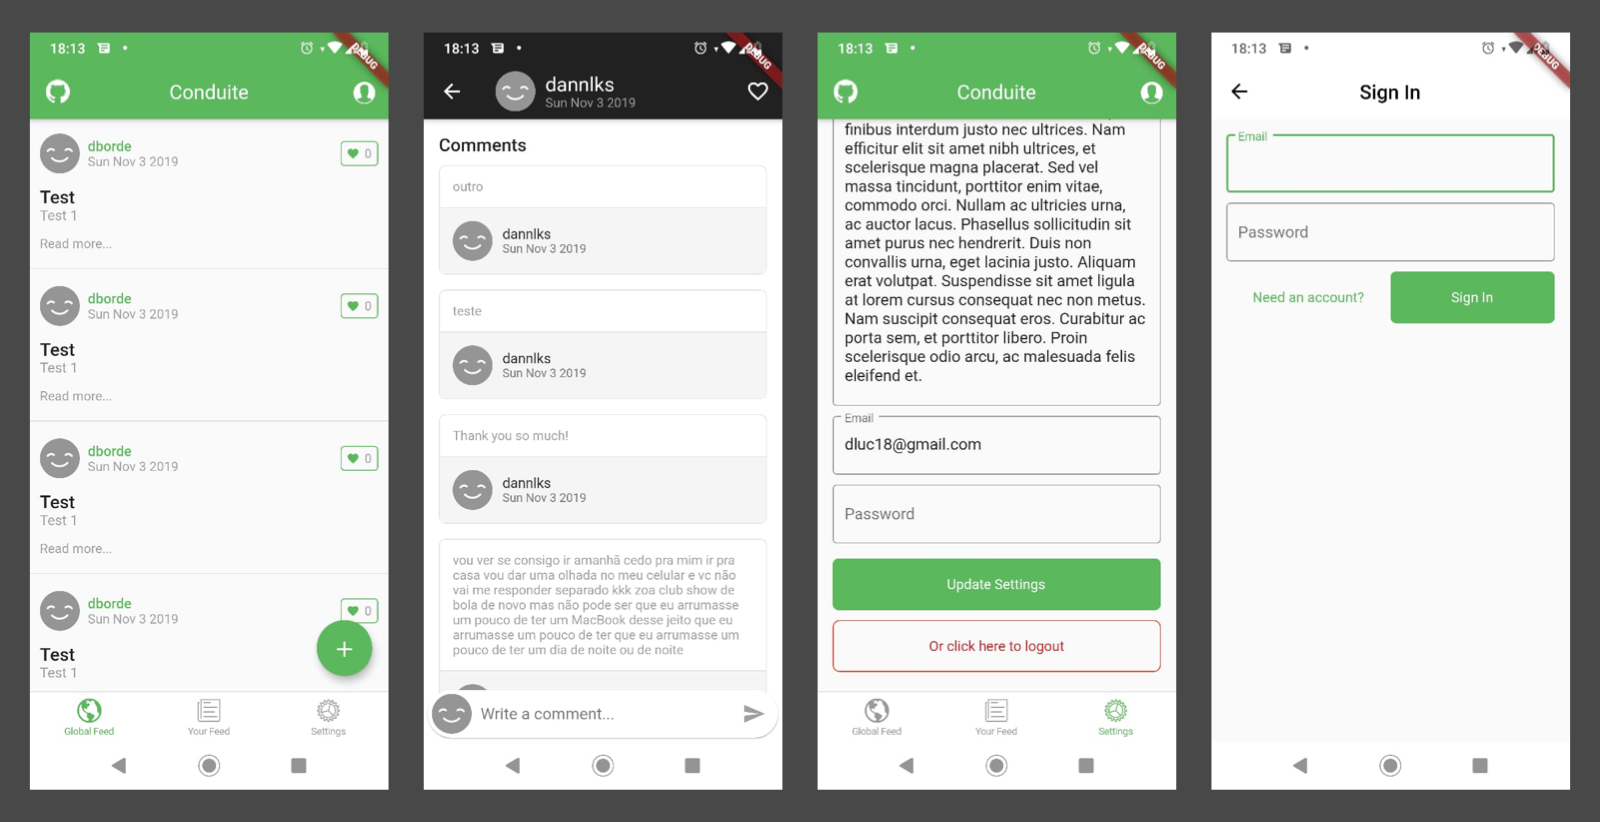 18:13
DEBUG
Conduite
dborde
Sun Nov 3 2019
0
Test
Test 1
Read more...
dborde
Sun Nov 3 2019
0
Test
Test 1
Read more...
dborde
Sun Nov 3 2019
0
Test
Test 1
Read more...
dborde
Sun Nov 3 2019
0
Test
Test 1
+
Global Feed
Your Feed
Settings
18:13
DEBUG
dannlks
Sun Nov 3 2019
Comments
outro
dannlks
Sun Nov 3 2019
teste
dannlks
Sun Nov 3 2019
Thank you so much!
dannlks
Sun Nov 3 2019
vou ver se consigo ir amanhã cedo pra mim ir pra
casa vou dar uma olhada no meu celular e vc não
vai me responder separado kkk zoa club show de
bola de novo mas não pode ser que eu arrumasse
um pouco de ter um MacBook desse jeito que eu
arrumasse um pouco de ter que eu arrumasse um
pouco de ter um dia de noite ou de noite
Write a comment...
18:13
DEBUG
Conduite
finibus interdum justo nec ultrices. Nam
efficitur elit sit amet nibh ultrices, et
scelerisque magna placerat. Sed vel
massa tincidunt, porttitor enim vitae,
commodo orci. Nullam ac ultricies urna,
ac auctor lacus. Phasellus sollicitudin sit
amet purus nec hendrerit. Duis non
convallis urna, eget lacinia justo. Aliquam
erat volutpat. Suspendisse sit amet ligula
at lorem cursus consequat nec non metus.
Nam suscipit consequat eros. Curabitur ac
porta sem, et porttitor libero. Proin
scelerisque odio arcu, ac malesuada felis
eleifend et.
Email
dluc18@gmail.com
Password
Update Settings
Or click here to logout
Global Feed
Your Feed
Settings
18:13
DEBUG
Sign In
Email
Password
Need an account?
Sign In